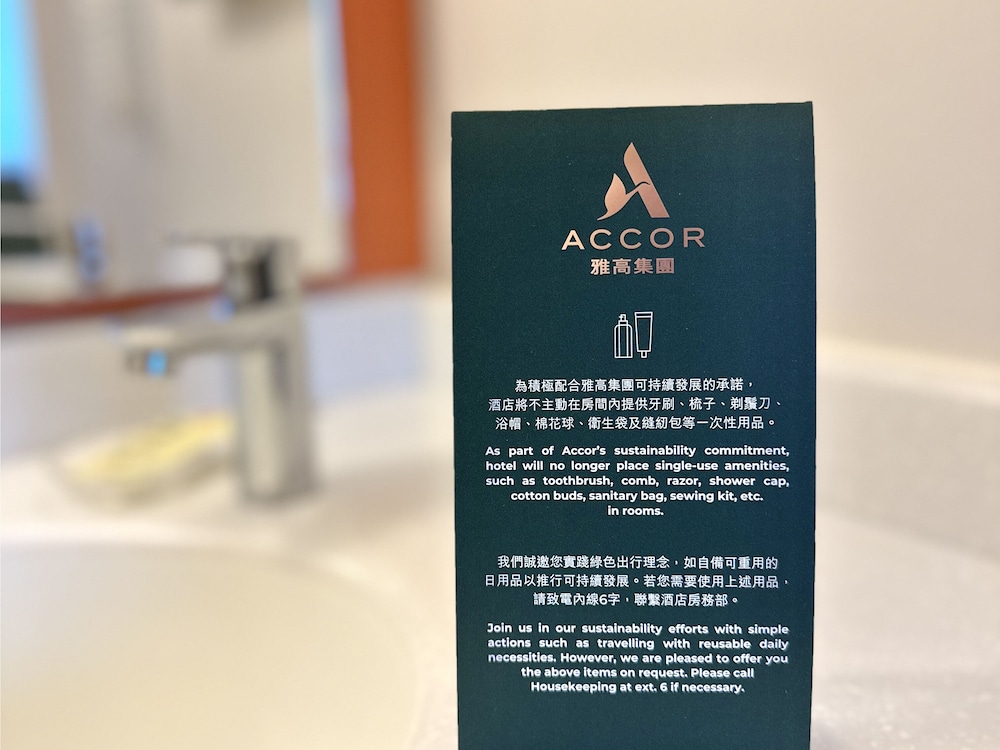 ACCOR
雅高集團
為積極配合雅高集團可持續發展的承諾，
酒店將不主動在房間內提供牙刷、梳子、剃鬚刀、
浴帽、棉花球、衛生袋及縫紉包等一次性用品。
As part of Accor's sustainability commitment,
hotel will no longer place single-use amenities,
such as toothbrush, comb, razor, shower cap,
cotton buds, sanitary bag, sewing kit, etc.
in rooms.
我們誠邀您實踐綠色出行理念，如自備可重用的
日用品以推行可持續發展。若您需要使用上述用品，
請致電內線6字，聯繫酒店房務部。
Join us in our sustainability efforts with simple
actions such as travelling with reusable daily
necessities. However, we are pleased to offer you
the above items on request. Please call
Housekeeping at ext. 6 if necessary.